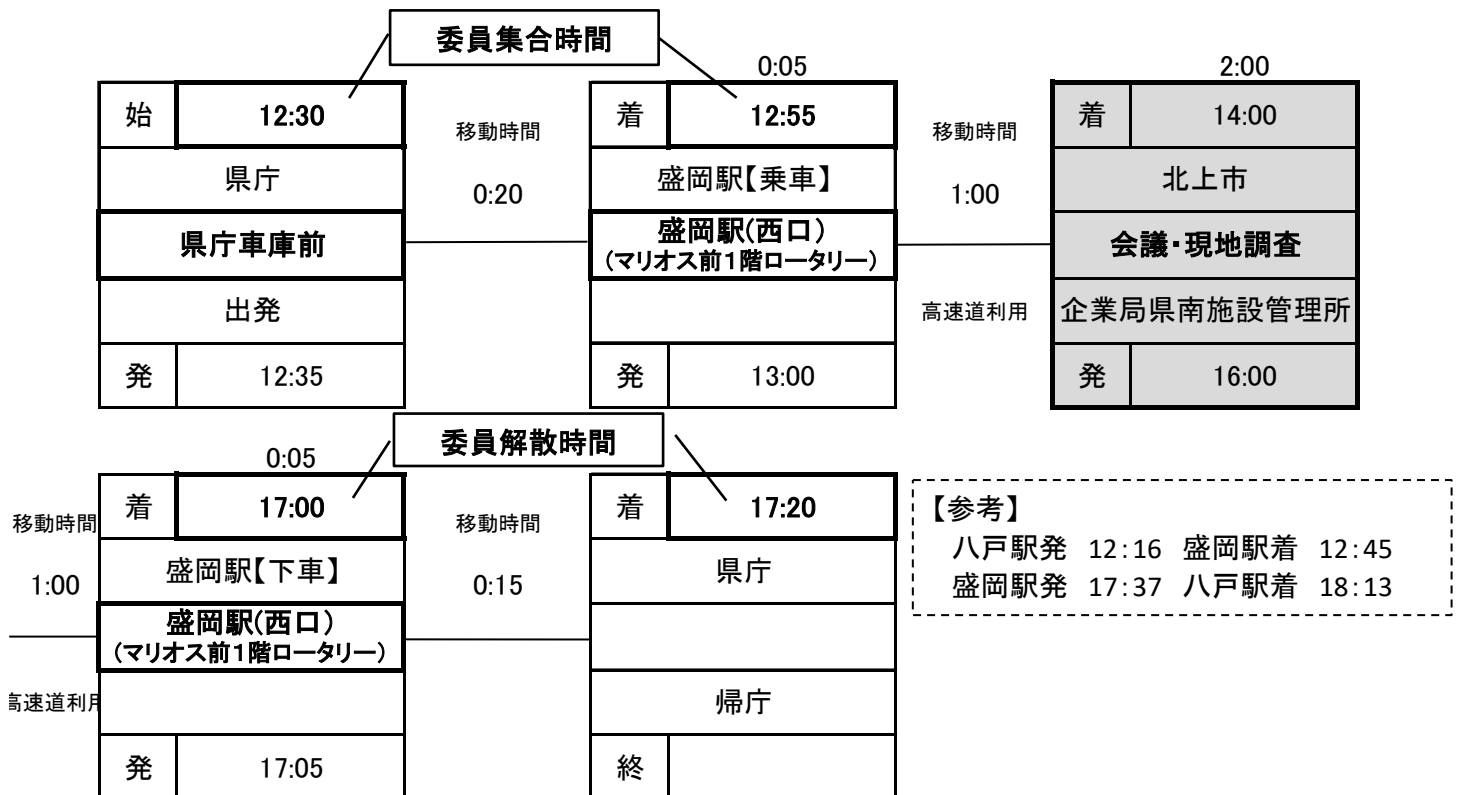 委員集合時間
0:05
2:00
始 12:30
移動時間
着 12:55
移動時間
着 14:00
県庁
0:20
盛岡駅【乗車】
1:00
北上市
県庁車庫前
盛岡駅(西口)
(マリオス前1階ロータリー)
会議・現地調査
出発
高速道利用
企業局県南施設管理所
発 12:35
発 13:00
発 16:00
委員解散時間
0:05
移動時間
着 17:00
移動時間
着 17:20
1:00
盛岡駅【下車】
0:15
県庁
盛岡駅(西口)
(マリオス前1階ロータリー)
高速道利用
帰庁
発 17:05
終
【参考】
八戸駅発 12:16 盛岡駅着 12:45
盛岡駅発 17:37 八戸駅着 18:13